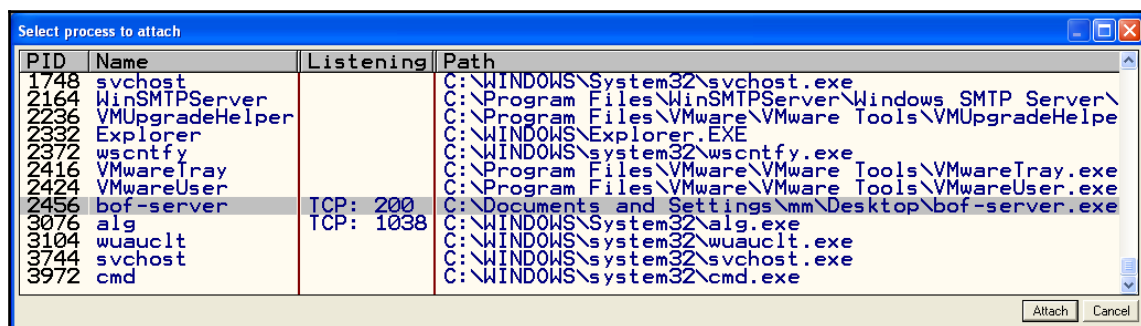 Select process to attach
PID Name Listening Path
1748 svchost C:\WINDOWS\System32\svchost.exe
2164 WinSMTPServer C:\Program Files\WinSMTPServer\Windows SMTP Server\
2236 VMUpgradeHelper C:\Program Files\VMware\VMware Tools\VMUpgradeHelpe
2332 Explorer C:\WINDOWS\Explorer.EXE
2372 wscntfy C:\WINDOWS\system32\wscntfy.exe
2416 VMwareTray C:\Program Files\VMware\VMware Tools\VMwareTray.exe
2424 VMwareUser C:\Program Files\VMware\VMware Tools\VMwareUser.exe
2456 bof-server TCP: 200 C:\Documents and Settings\mm\Desktop\bof-server.exe
3076 alg TCP: 1038 C:\WINDOWS\System32\alg.exe
3104 wuauclt C:\WINDOWS\system32\wuauclt.exe
3744 svchost C:\WINDOWS\system32\svchost.exe
3972 cmd C:\WINDOWS\system32\cmd.exe
Attach Cancel